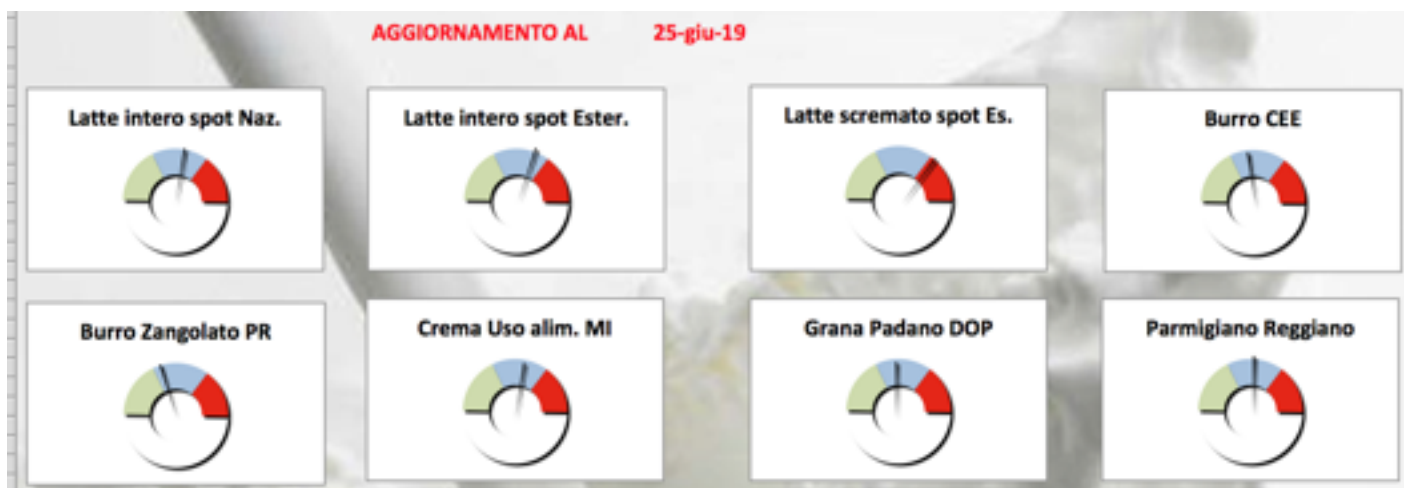 AGGIORNAMENTO AL 25-giu-19
Latte intero spot Naz.
Latte intero spot Ester.
Latte scremato spot Es.
Burro CEE
Burro Zangolato PR
Crema Uso alim. MI
Grana Padano DOP
Parmigiano Reggiano